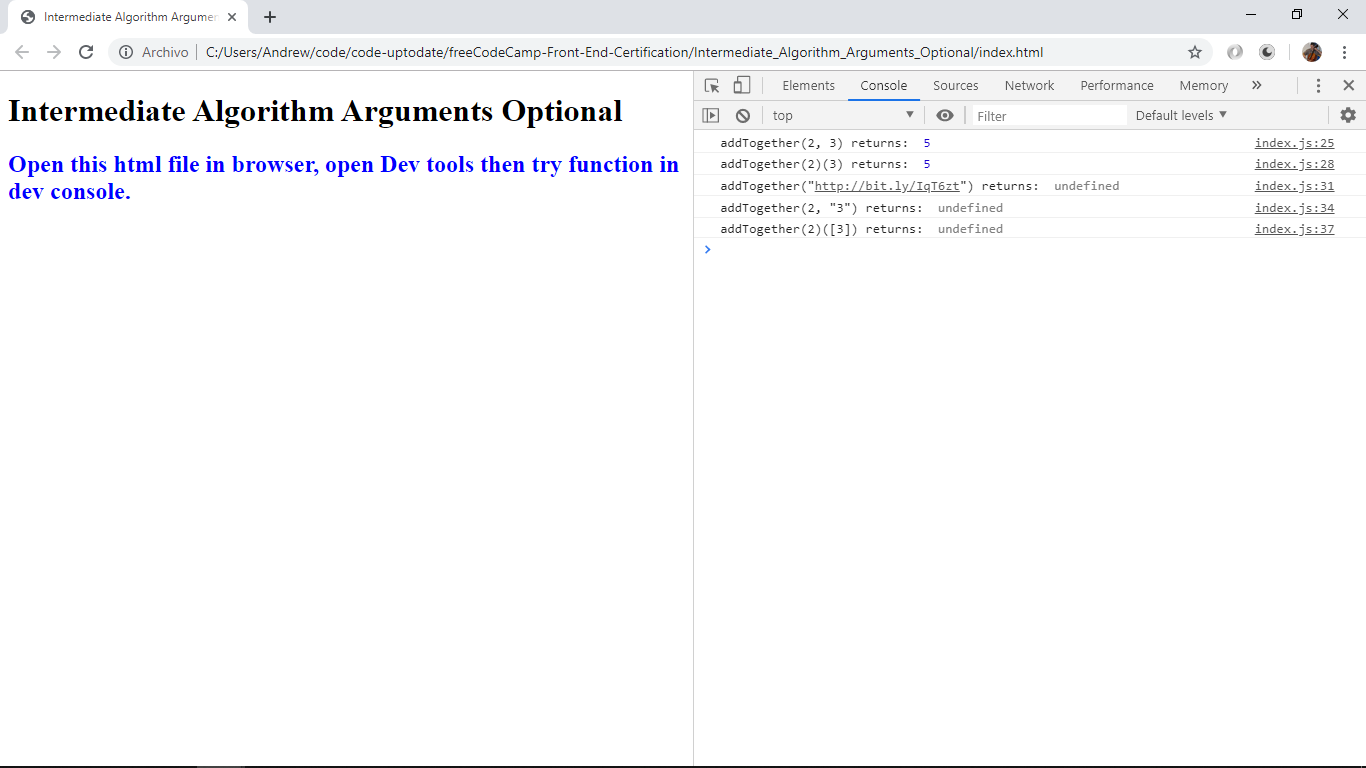 Intermediate Algorithm Argumen
Archivo
C:/Users/Andrew/code/code-uptodate/freeCodeCamp-Front-End-Certification/Intermediate_Algorithm_Arguments_Optional/index.html
Intermediate Algorithm Arguments Optional
Open this html file in browser, open Dev tools then try function in
dev console.
Elements Console Sources Network Performance Memory »
top Filter Default levels
addTogether(2, 3) returns: 5 index.js:25
addTogether(2)(3) returns: 5 index.js:28
addTogether("http://bit.ly/IqT6zt") returns: undefined index.js:31
addTogether(2, "3") returns: undefined index.js:34
addTogether(2)([3]) returns: undefined index.js:37